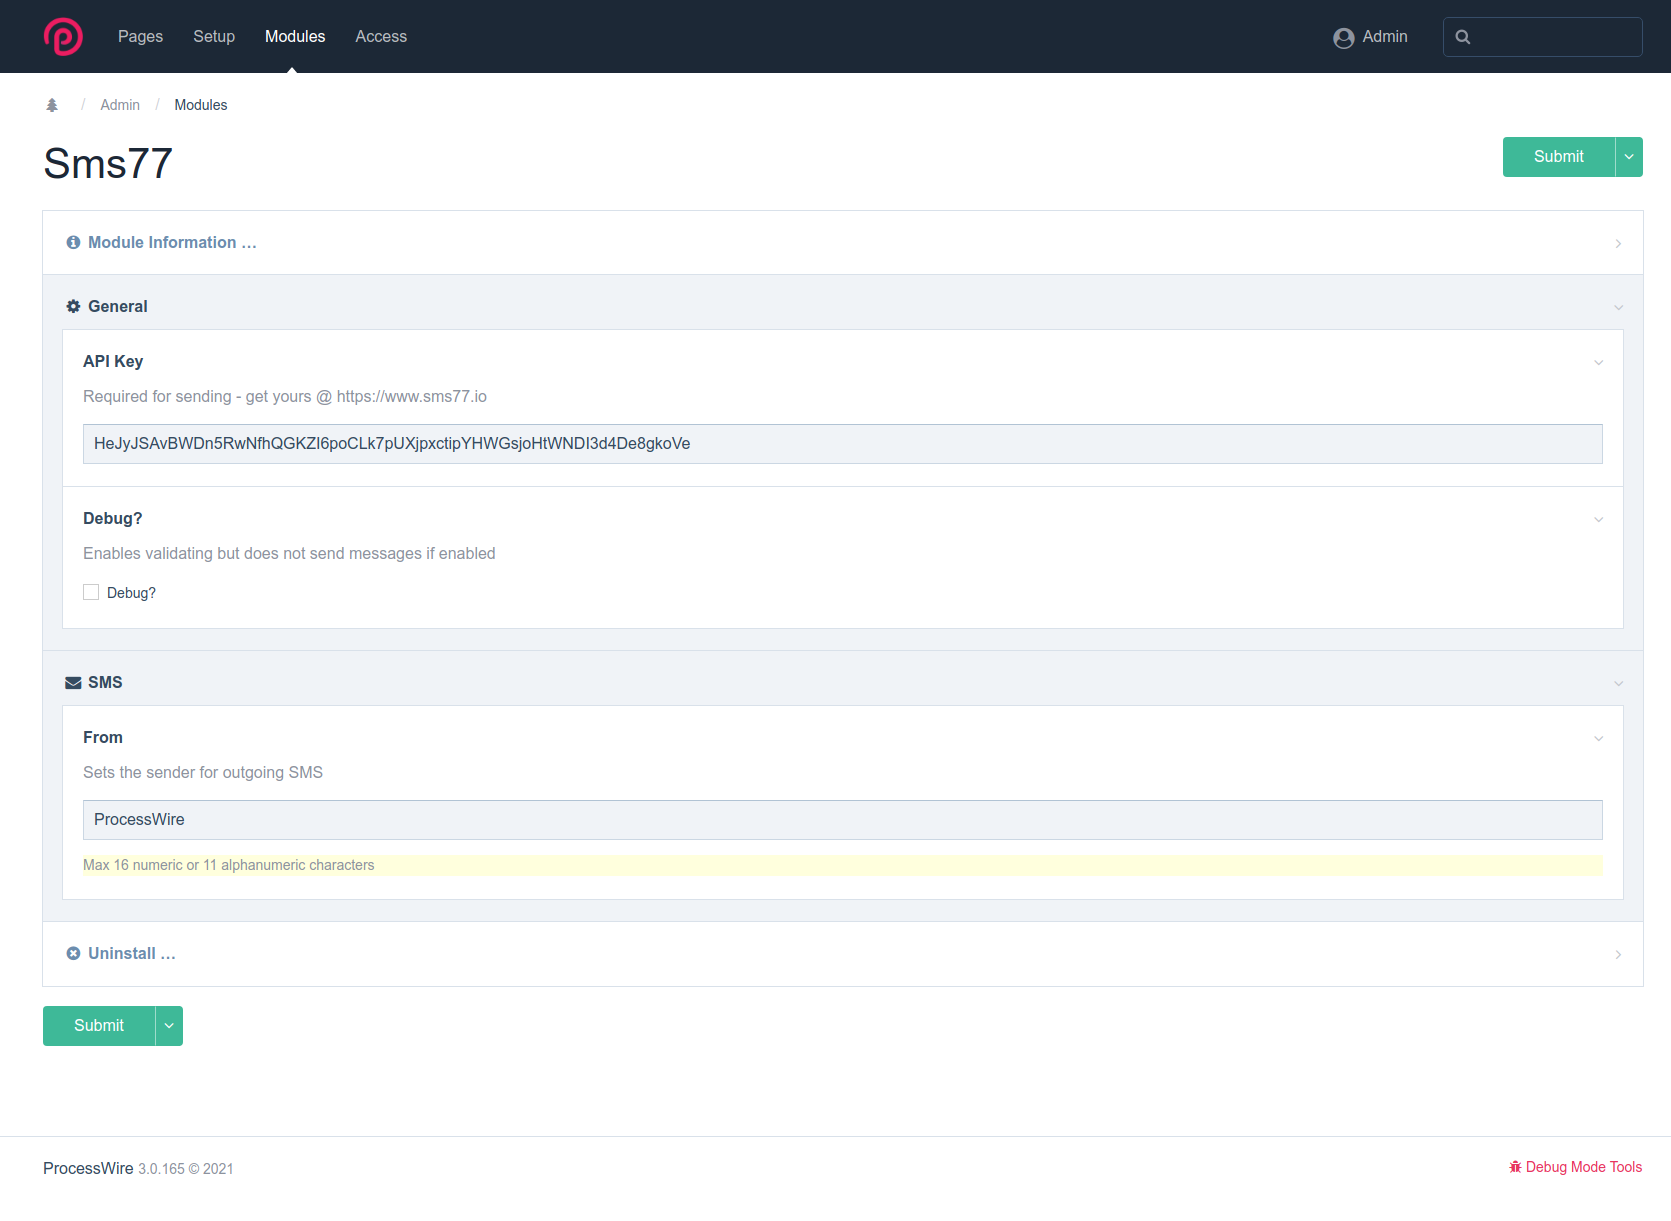 Pages Setup Modules Access Admin
/ Admin / Modules
Sms77
Submit
Module Information ...
General
API Key
Required for sending - get yours @ https://www.sms77.io
HeJyJSAvBWDn5RwNfhQGKZI6poCLk7pUXjpxctipYHWGsjoHtWNDI3d4De8gkoVe
Debug?
Enables validating but does not send messages if enabled
Debug?
SMS
From
Sets the sender for outgoing SMS
ProcessWire
Max 16 numeric or 11 alphanumeric characters
Uninstall ...
Submit
ProcessWire 3.0.165 © 2021
Debug Mode Tools